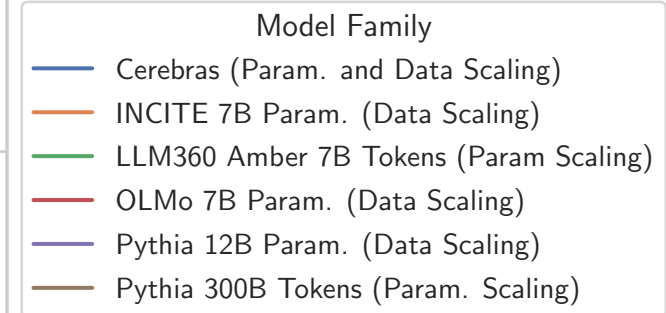 Model Family
Cerebras (Param. and Data Scaling)
INCITE 7B Param. (Data Scaling)
LLM360 Amber 7B Tokens (Param Scaling)
OLMo 7B Param. (Data Scaling)
Pythia 12B Param. (Data Scaling)
Pythia 300B Tokens (Param. Scaling)